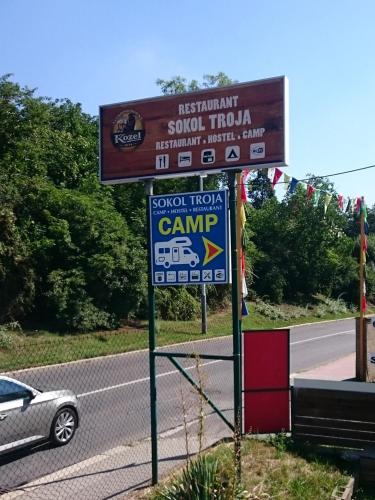 Kozel
RESTAURANT
SOKOL TROJA
RESTAURANT · HOSTEL · CAMP
SOKOL TROJA
CAMP · HOSTEL · RESTAURANT
CAMP